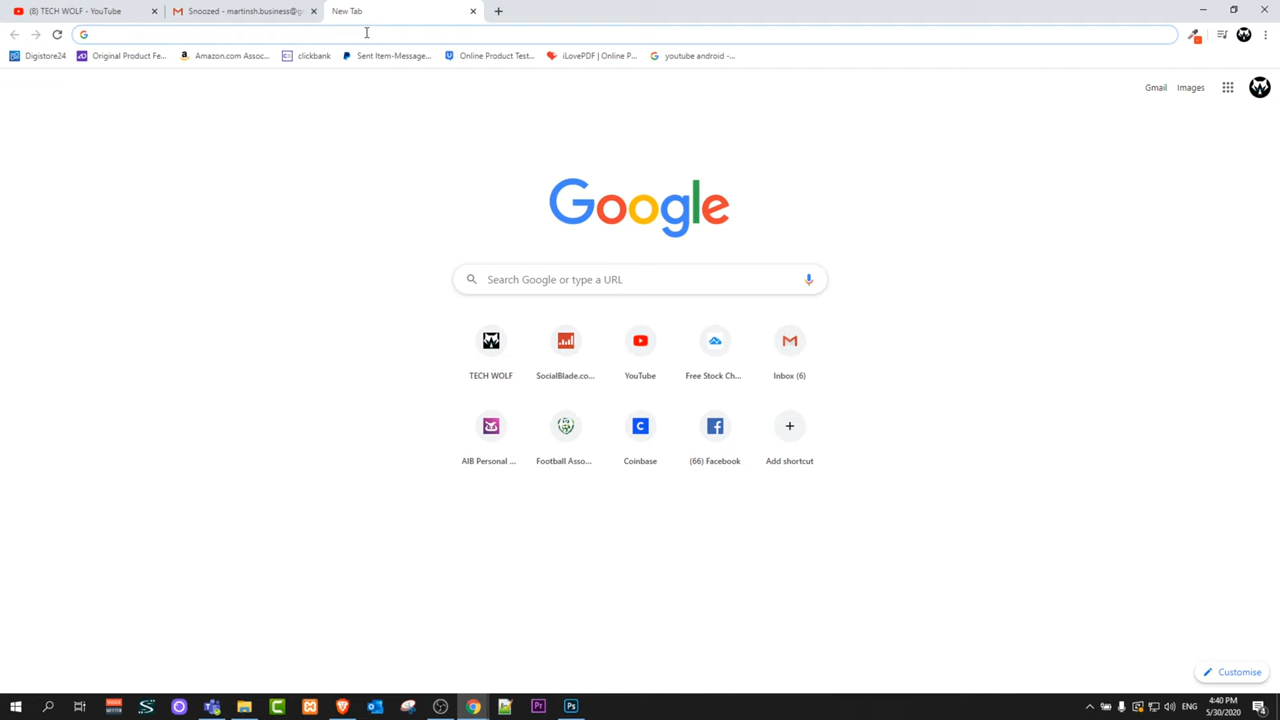 (8) TECH WOLF - YouTube
Snoozed - martinsh.business@g
New Tab
Digistore24
Original Product Fe...
Amazon.com Assoc...
clickbank
Sent Item-Message...
Online Product Test...
iLovePDF | Online P...
youtube android -...
Gmail
Images
Google
Search Google or type a URL
TECH WOLF
SocialBlade.co...
YouTube
Free Stock Ch...
Inbox (6)
AIB Personal ...
Football Asso...
Coinbase
(66) Facebook
Add shortcut
Customise
Pr
Ps
ENG
4:40 PM
5/30/2020
4